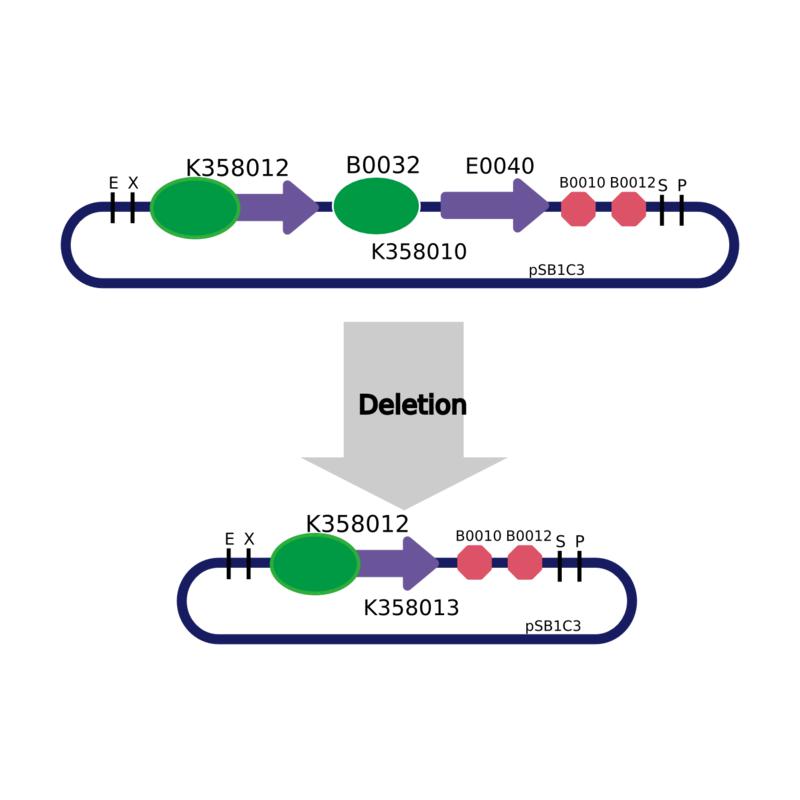 K358012 B0032 E0040
E X B0010 B0012 S P
K358010
pSB1C3
Deletion
K358012
E X B0010 B0012 S P
K358013
pSB1C3